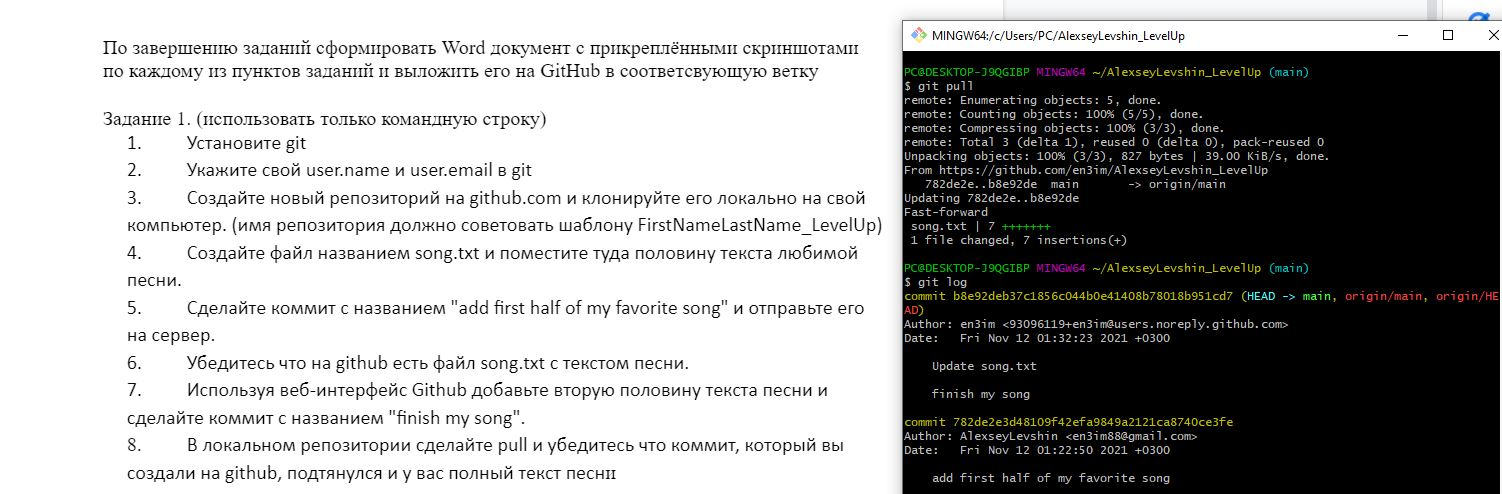 По завершению заданий сформировать Word документ с прикреплёнными скриншотами
по каждому из пунктов заданий и выложить его на GitHub в соответсвующую ветку
Задание 1. (использовать только командную строку)
1. Установите git
2. Укажите свой user.name и user.email в git
3. Создайте новый репозиторий на github.com и клонируйте его локально на свой
компьютер. (имя репозитория должно советовать шаблону FirstNameLastName_LevelUp)
4. Создайте файл названием song.txt и поместите туда половину текста любимой
песни.
5. Сделайте коммит с названием "add first half of my favorite song" и отправьте его
на сервер.
6. Убедитесь что на github есть файл song.txt с текстом песни.
7. Используя веб-интерфейс Github добавьте вторую половину текста песни и
сделайте коммит с названием "finish my song".
8. В локальном репозитории сделайте pull и убедитесь что коммит, который вы
создали на github, подтянулся и у вас полный текст песни
MINGW64:/c/Users/PC/AlexseyLevshin_LevelUp
PC@DESKTOP-J9QGIBP MINGW64 ~/AlexseyLevshin_LevelUp (main)
$ git pull
remote: Enumerating objects: 5, done.
remote: Counting objects: 100% (5/5), done.
remote: Compressing objects: 100% (3/3), done.
remote: Total 3 (delta 1), reused 0 (delta 0), pack-reused 0
Unpacking objects: 100% (3/3), 827 bytes | 39.00 KiB/s, done.
From https://github.com/en3im/AlexseyLevshin_LevelUp
782de2e..b8e92de main -> origin/main
Updating 782de2e..b8e92de
Fast-forward
song.txt | 7 +++++++
1 file changed, 7 insertions(+)
PC@DESKTOP-J9QGIBP MINGW64 ~/AlexseyLevshin_LevelUp (main)
$ git log
commit b8e92deb37c1856c044b0e41408b78018b951cd7 (HEAD -> main, origin/main, origin/HE
AD)
Author: en3im <93096119+en3im@users.noreply.github.com>
Date: Fri Nov 12 01:32:23 2021 +0300
Update song.txt
finish my song
commit 782de2e3d48109f42efa9849a2121ca8740ce3fe
Author: AlexseyLevshin <en3im88@gmail.com>
Date: Fri Nov 12 01:22:50 2021 +0300
add first half of my favorite song